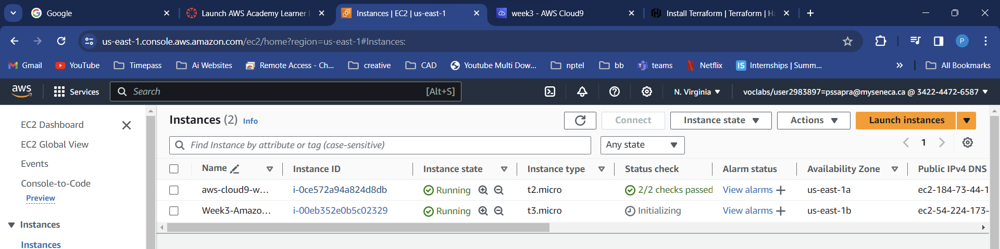 Google
Launch AWS Academy Learner
Instances | EC2 | us-east-1
week3 - AWS Cloud9
Install Terraform | Terraform | Ha
us-east-1.console.aws.amazon.com/ec2/home?region=us-east-1#Instances:
P
Gmail
YouTube
Timepass
Ai Websites
Remote Access - Ch...
creative
CAD
Youtube Multi Dow...
nptel
bb
teams
Netflix
IS
Internships | Summ...
All Bookmarks
aws
Services
Search
[Alt+S]
N. Virginia
voclabs/user2983897=pssapra@myseneca.ca @ 3422-4472-6587
EC2 Dashboard
EC2 Global View
Events
Console-to-Code
Preview
Instances
Instances
Instances (2) Info
Connect
Instance state
Actions
Launch instances
Find Instance by attribute or tag (case-sensitive)
Any state
1
Name Instance ID Instance state Instance type Status check Alarm status Availability Zone Public IPv4 DNS
aws-cloud9-w... i-0ce572a94a824d8db Running t2.micro 2/2 checks passed View alarms us-east-1a ec2-184-73-44-1
Week3-Amazo... i-00eb352e0b5c02329 Running t3.micro Initializing View alarms us-east-1b ec2-54-224-173-